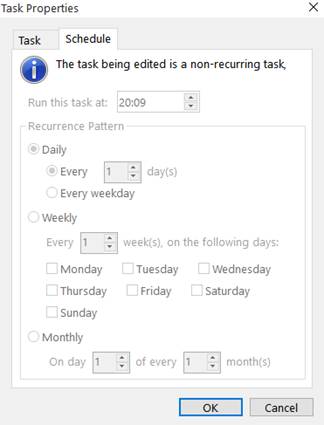 Task Properties
Task Schedule
The task being edited is a non-recurring task,
Run this task at: 20:09
Recurrence Pattern
Daily
Every 1 day(s)
Every weekday
Weekly
Every 1 week(s), on the following days:
Monday Tuesday Wednesday
Thursday Friday Saturday
Sunday
Monthly
On day 1 of every 1 month(s)
OK Cancel